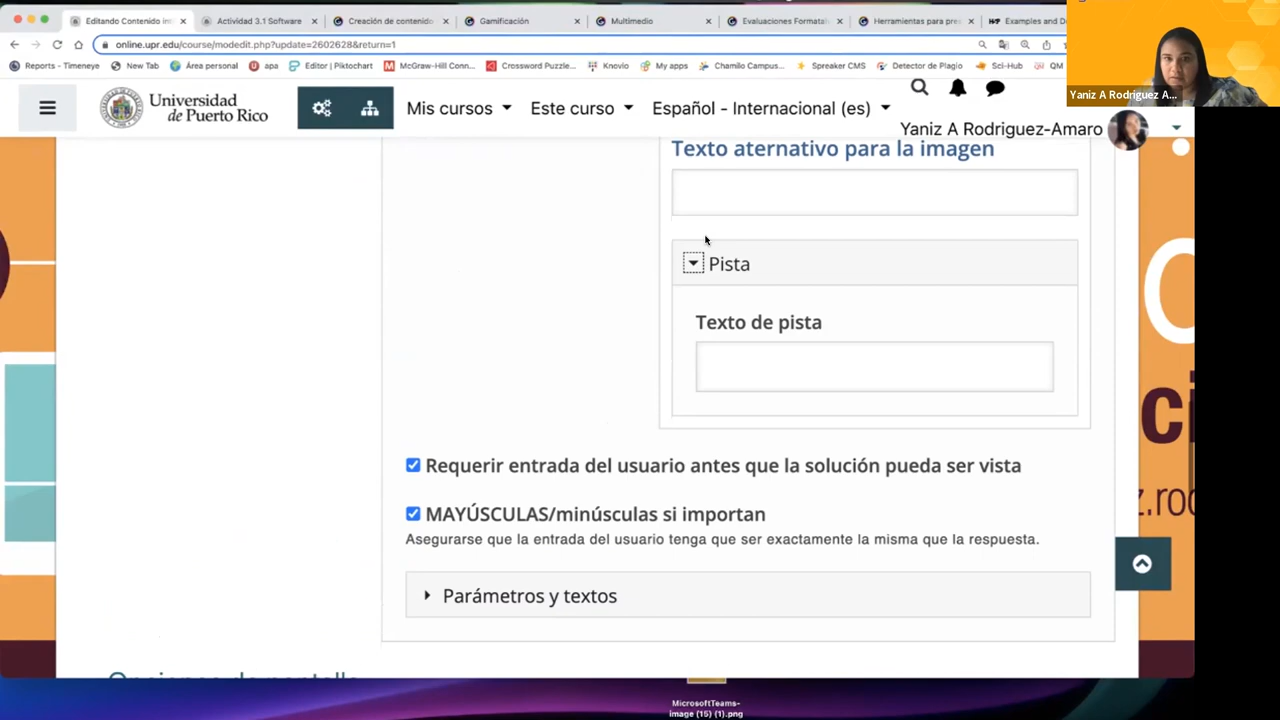 Editando Contenido in
Actividad 3.1 Software
Creación de contenido
Gamificación
Multimedio
Evaluaciones Formata
Herramientas para pre
Examples and D
online.upr.edu/course/modedit.php?update=2602628&return=1
Reports - Timeneye
New Tab
Área personal
apa
Editor | Piktochart
McGraw-Hill Conn...
Crossword Puzzle...
Knovio
My apps
Chamilo Campus...
Spreaker CMS
Detector de Plagio
Sci-Hub
QM
Yaniz A Rodriguez A...
Universidad
de Puerto Rico
Mis cursos
Este curso
Español - Internacional (es)
Yaniz A Rodriguez-Amaro
Texto aternativo para la imagen
Pista
Texto de pista
Requerir entrada del usuario antes que la solución pueda ser vista
MAYÚSCULAS/minúsculas si importan
Asegurarse que la entrada del usuario tenga que ser exactamente la misma que la respuesta.
Parámetros y textos
MicrosoftTeams-
image (15) (1).png